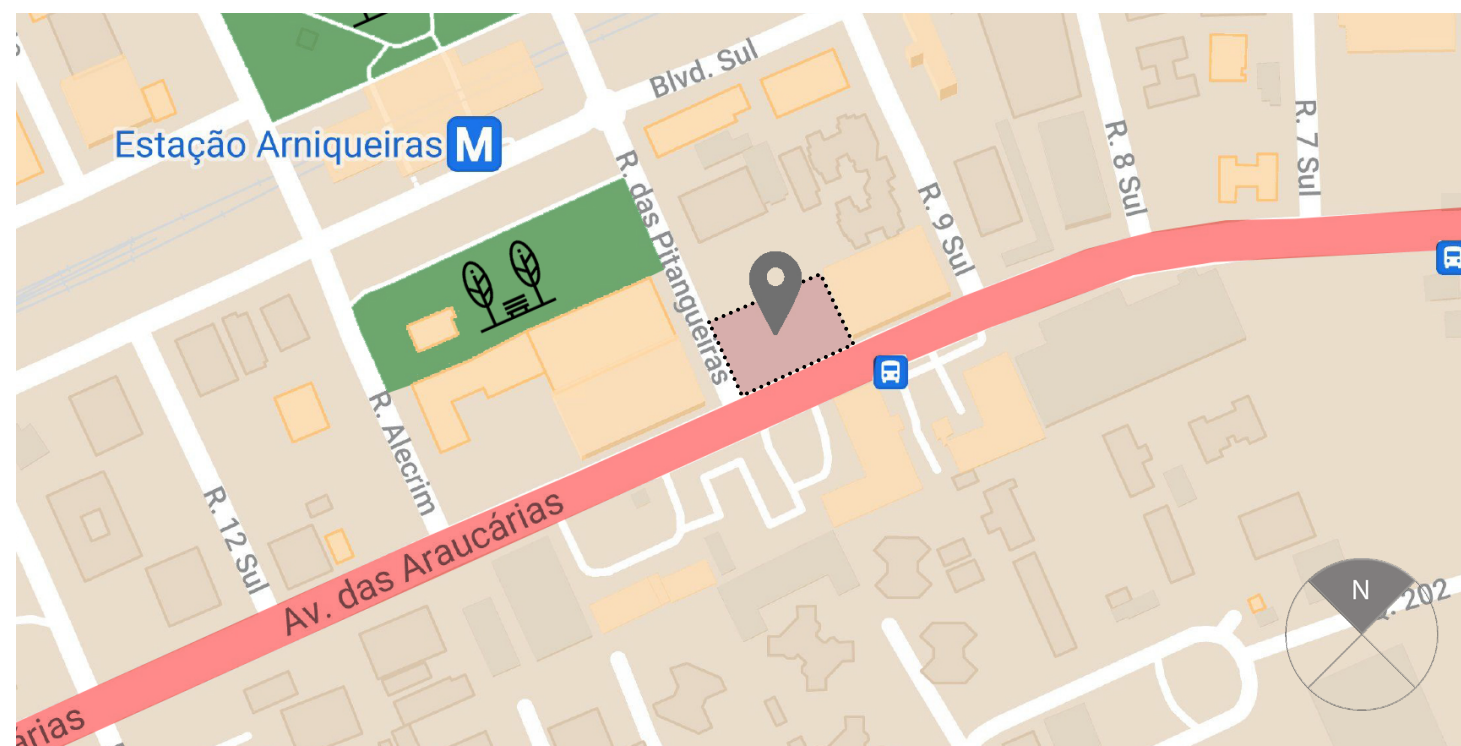 Blvd. Sul
Estação Arniqueiras M
R. das Pitangueiras
R. 9 Sul
R. 8 Sul
R. 7 Sul
R. Alecrim
R. 12 Sul
Av. das Araucárias
árias
N
Q. 202